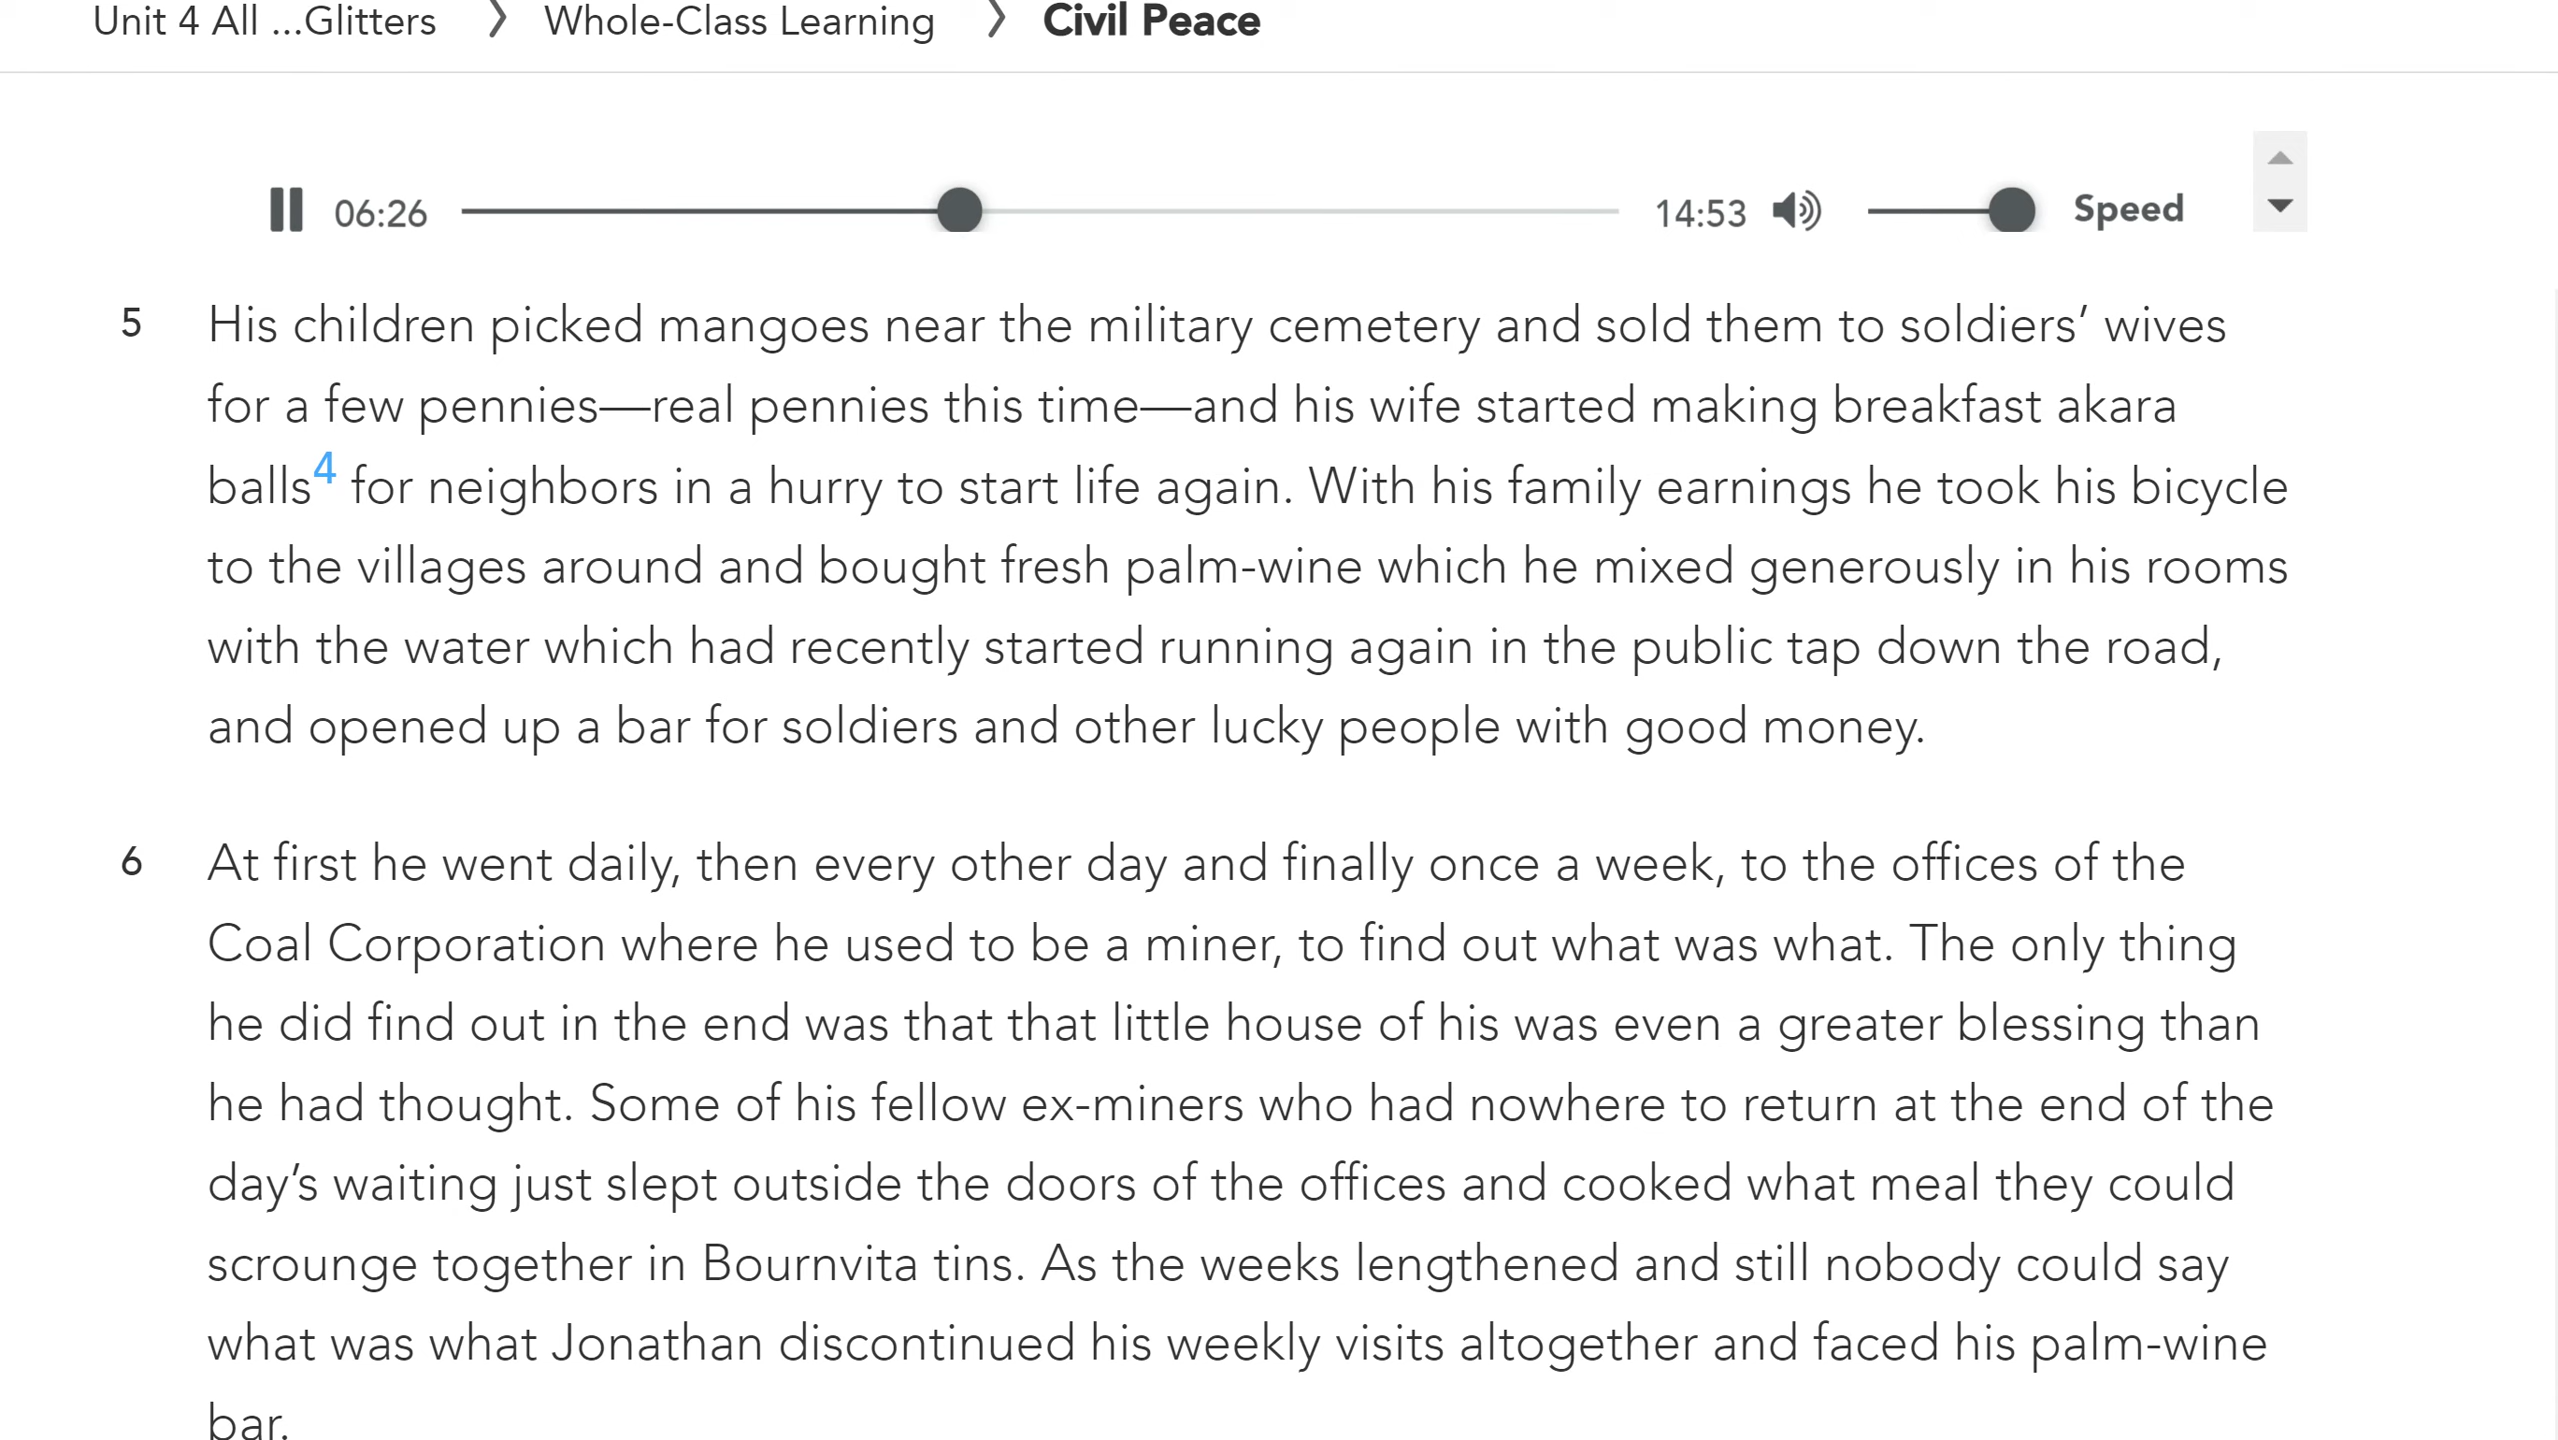 Unit 4 All ...Glitters > Whole-Class Learning > Civil Peace
06:26 14:53 Speed
5 His children picked mangoes near the military cemetery and sold them to soldiers’ wives
for a few pennies—real pennies this time—and his wife started making breakfast akara
balls4 for neighbors in a hurry to start life again. With his family earnings he took his bicycle
to the villages around and bought fresh palm-wine which he mixed generously in his rooms
with the water which had recently started running again in the public tap down the road,
and opened up a bar for soldiers and other lucky people with good money.
6 At first he went daily, then every other day and finally once a week, to the offices of the
Coal Corporation where he used to be a miner, to find out what was what. The only thing
he did find out in the end was that that little house of his was even a greater blessing than
he had thought. Some of his fellow ex-miners who had nowhere to return at the end of the
day’s waiting just slept outside the doors of the offices and cooked what meal they could
scrounge together in Bournvita tins. As the weeks lengthened and still nobody could say
what was what Jonathan discontinued his weekly visits altogether and faced his palm-wine
bar.